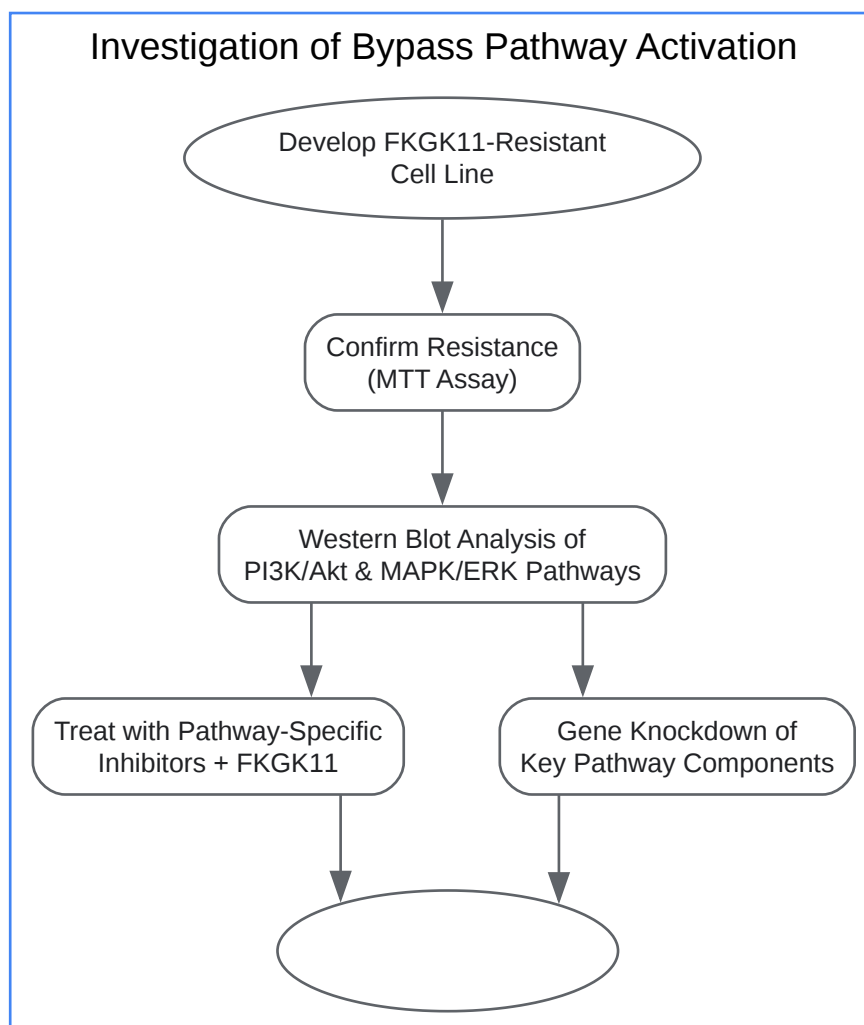 Investigation of Bypass Pathway Activation
Develop FKGK11-Resistant
Cell Line
Confirm Resistance
(MTT Assay)
Western Blot Analysis of
PI3K/Akt & MAPK/ERK Pathways
Treat with Pathway-Specific
Inhibitors + FKGK11
Gene Knockdown of
Key Pathway Components